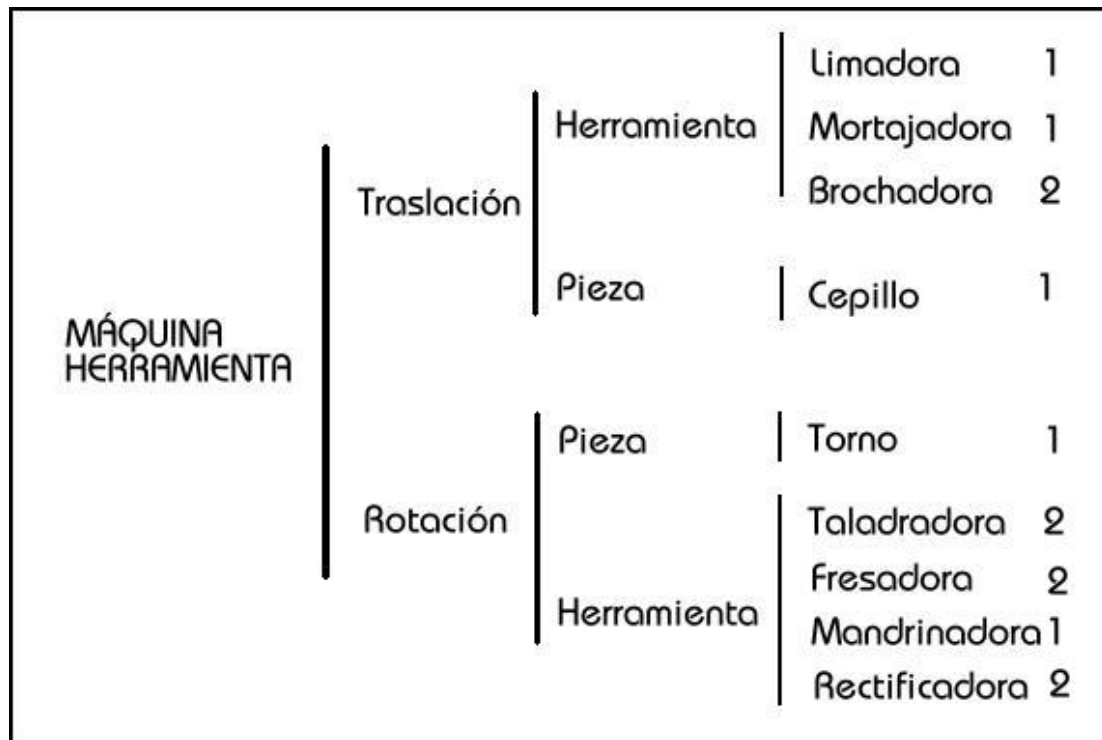 MÁQUINA
HERRAMIENTA
Traslación
Herramienta
Limadora 1
Mortajadora 1
Brochadora 2
Pieza
Cepillo 1
Rotación
Pieza
Torno 1
Herramienta
Taladradora 2
Fresadora 2
Mandrinadora 1
Rectificadora 2